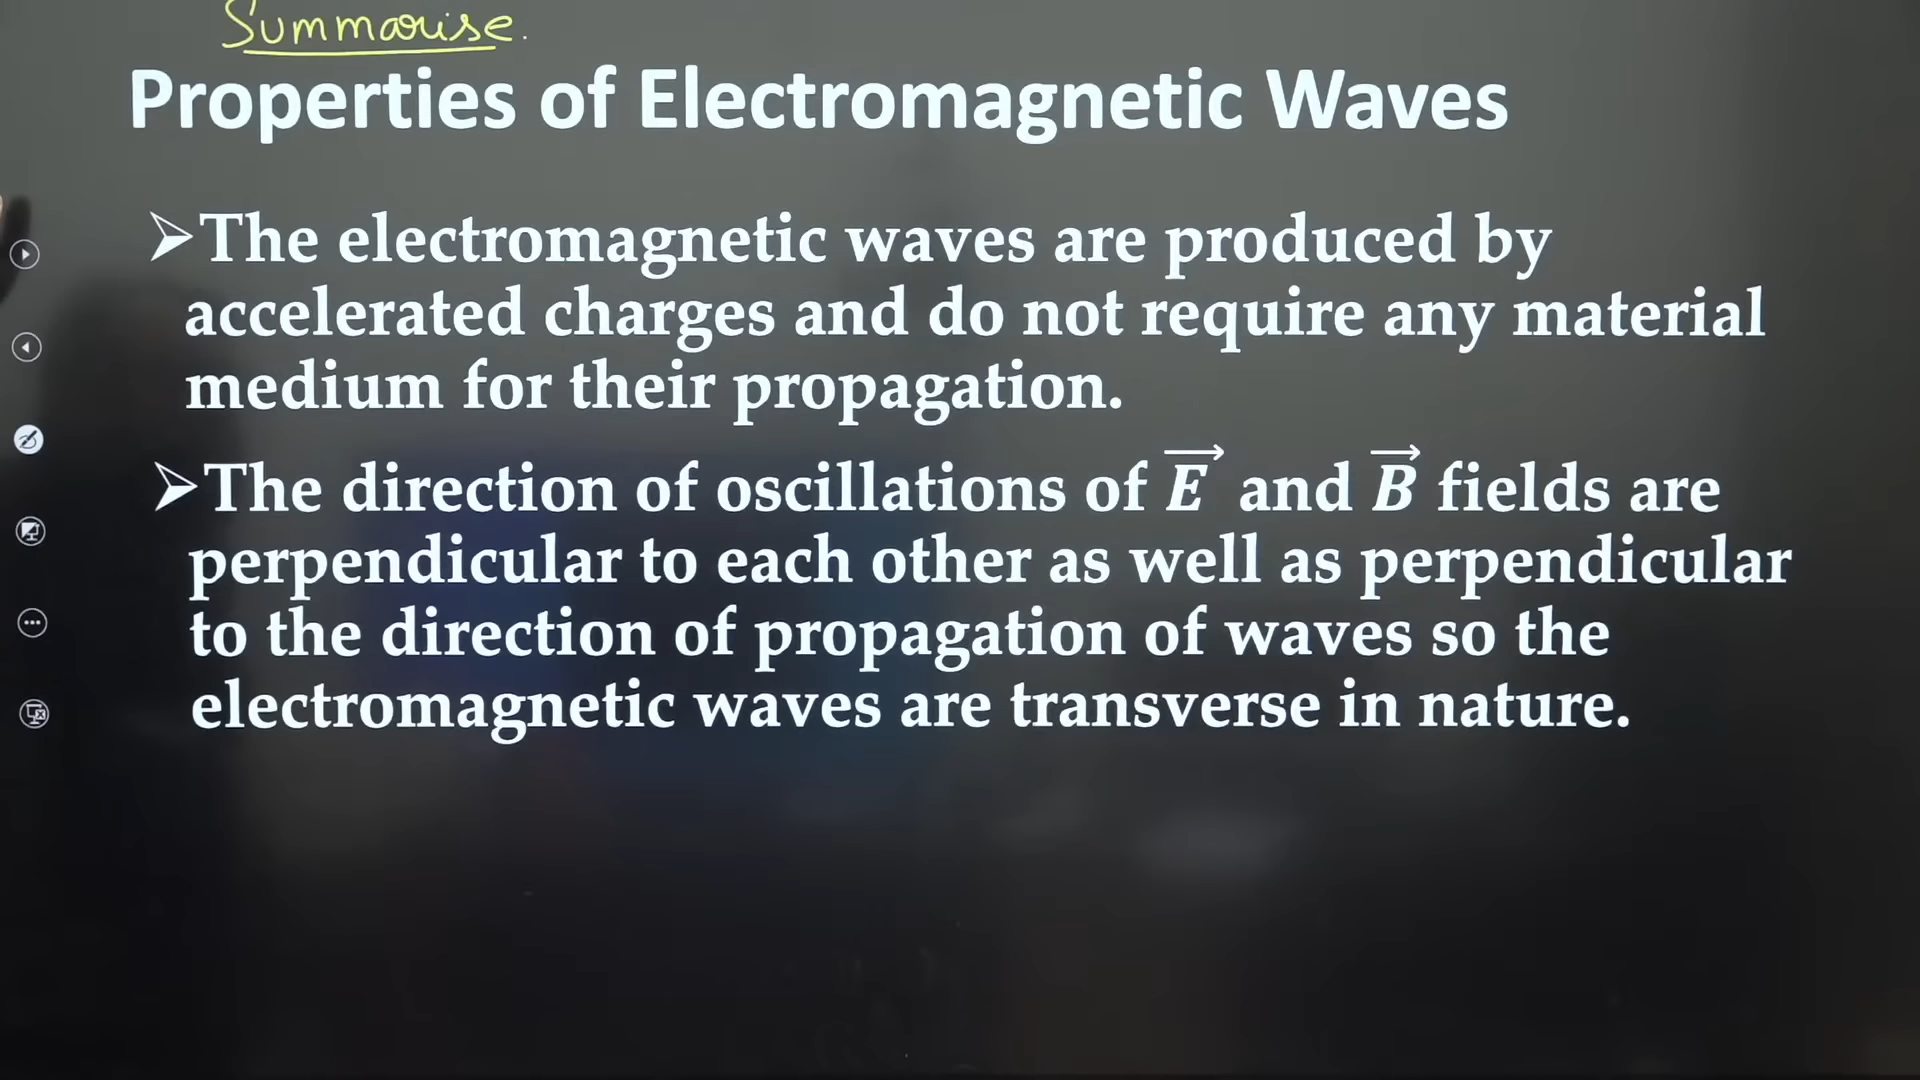 Summarise.
Properties of Electromagnetic Waves
➢The electromagnetic waves are produced by
accelerated charges and do not require any material
medium for their propagation.
➢The direction of oscillations of $\overrightarrow{E}$ and $\overrightarrow{B}$ fields are
perpendicular to each other as well as perpendicular
to the direction of propagation of waves so the
electromagnetic waves are transverse in nature.